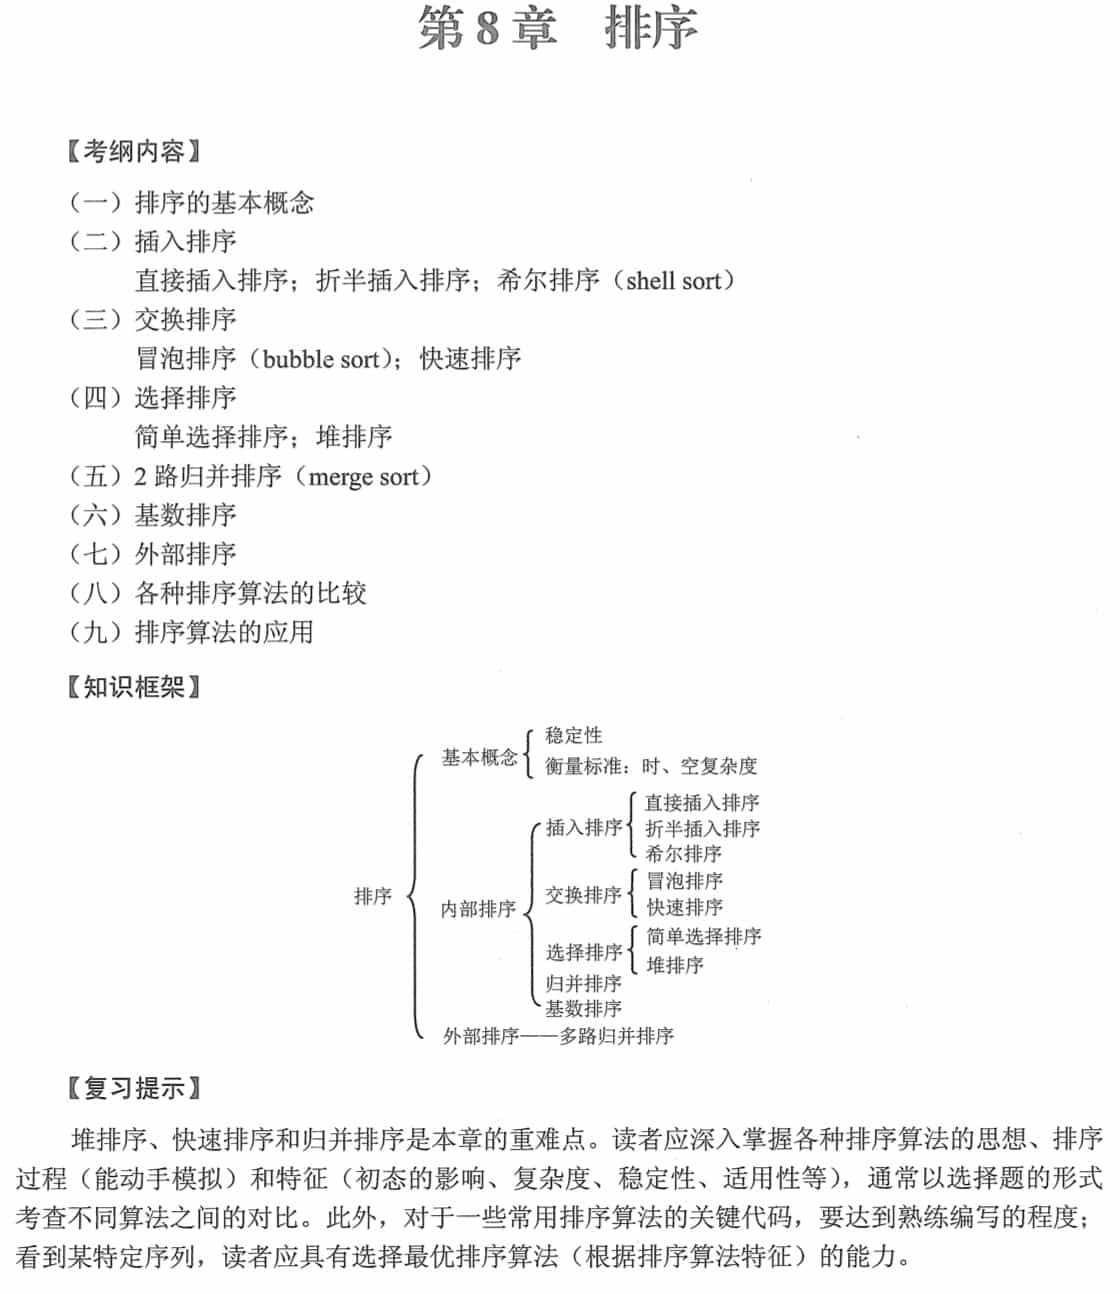 第 8 章 排序
【考纲内容】
（一）排序的基本概念
（二）插入排序
直接插入排序；折半插入排序；希尔排序（shell sort）
（三）交换排序
冒泡排序（bubble sort）；快速排序
（四）选择排序
简单选择排序；堆排序
（五）2 路归并排序（merge sort）
（六）基数排序
（七）外部排序
（八）各种排序算法的比较
（九）排序算法的应用
【知识框架】
排序
基本概念
稳定性
衡量标准：时、空复杂度
内部排序
插入排序
直接插入排序
折半插入排序
希尔排序
交换排序
冒泡排序
快速排序
选择排序
简单选择排序
堆排序
归并排序
基数排序
外部排序——多路归并排序
【复习提示】
堆排序、快速排序和归并排序是本章的重难点。读者应深入掌握各种排序算法的思想、排序
过程（能动手模拟）和特征（初态的影响、复杂度、稳定性、适用性等），通常以选择题的形式
考查不同算法之间的对比。此外，对于一些常用排序算法的关键代码，要达到熟练编写的程度；
看到某特定序列，读者应具有选择最优排序算法（根据排序算法特征）的能力。